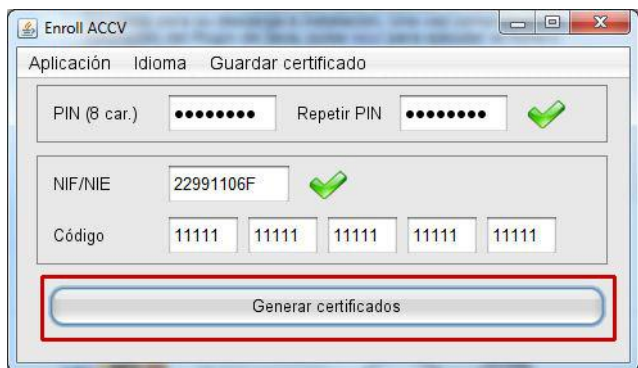 Enroll ACCV
Aplicación Idioma Guardar certificado
PIN (8 car.) •••••••• Repetir PIN ••••••••
NIF/NIE 22991106F
Código 11111 11111 11111 11111 11111
Generar certificados